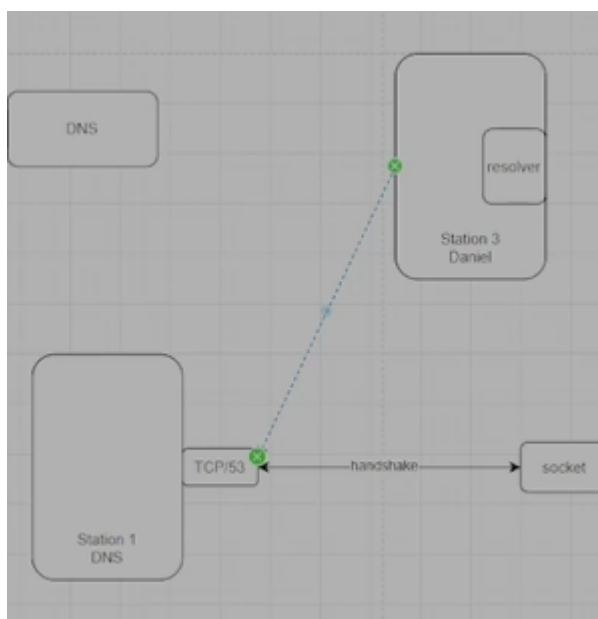 DNS
resolver
Station 3
Daniel
TCP/53
handshake
socket
Station 1
DNS